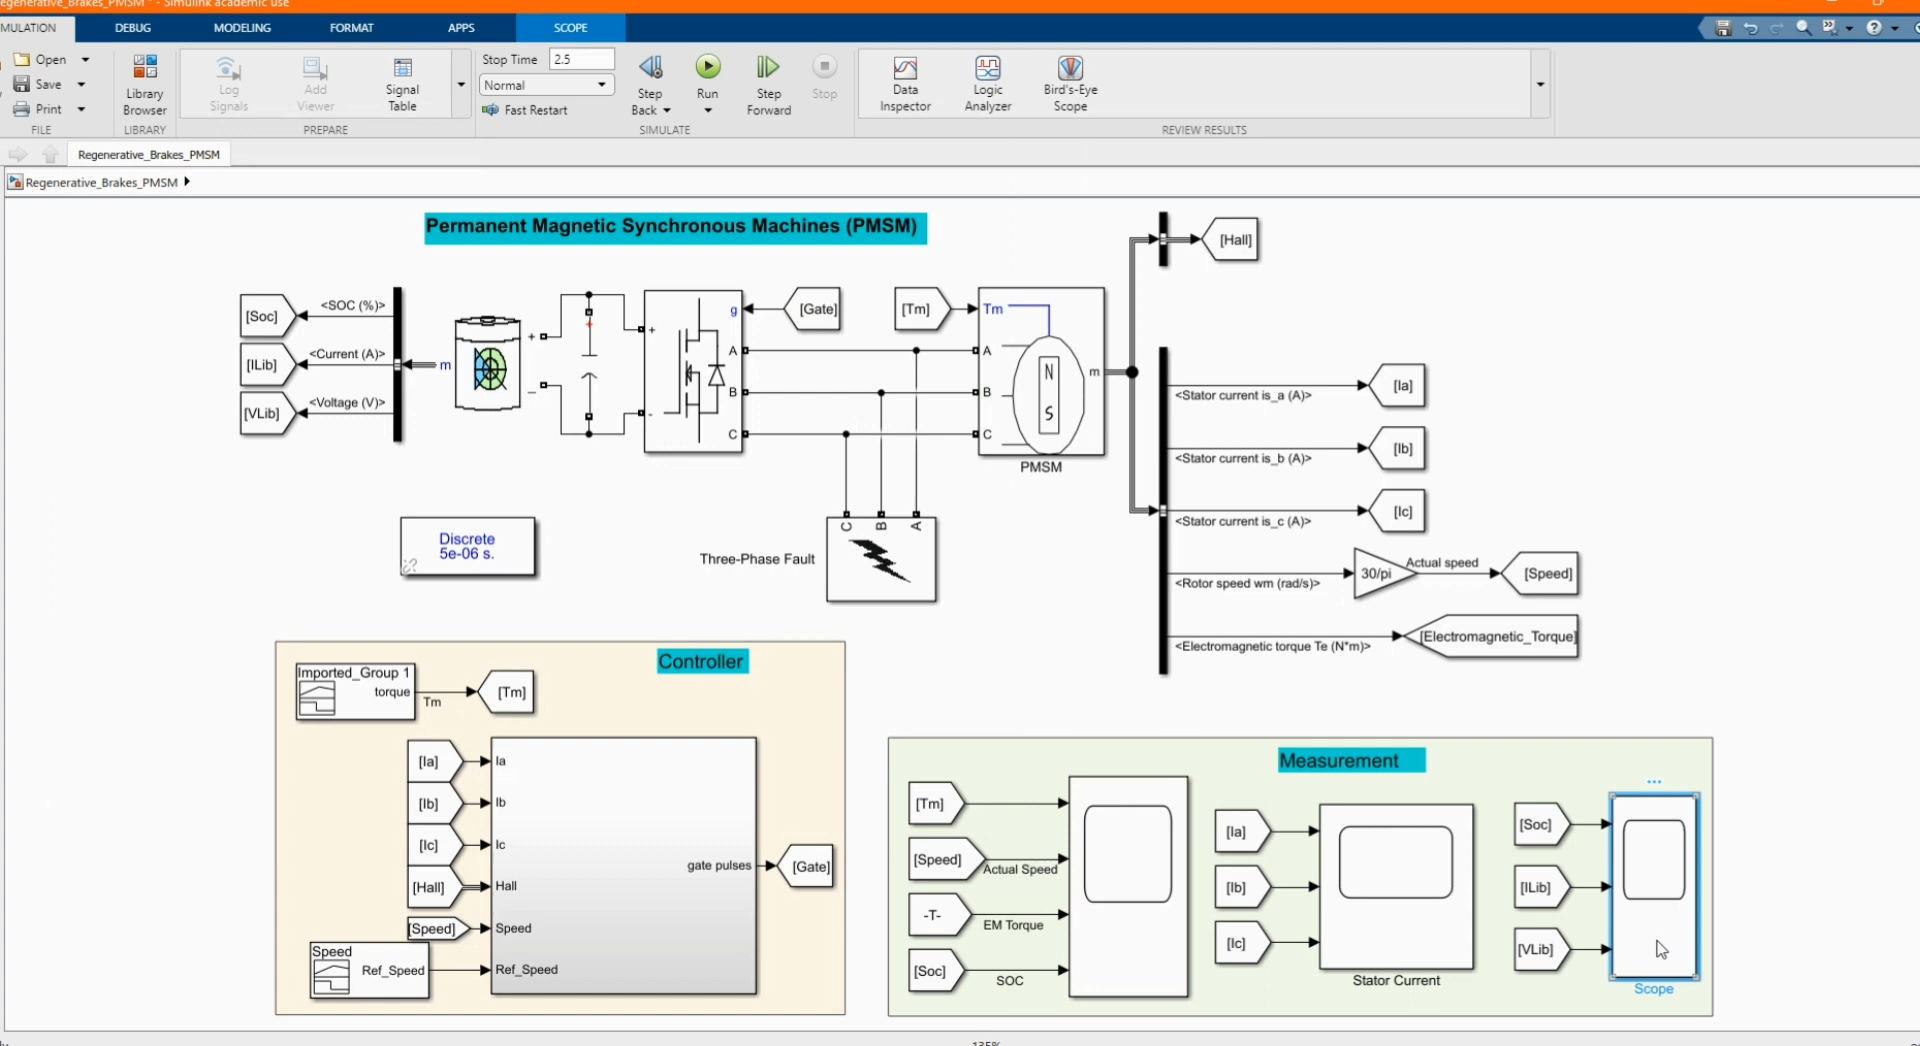 egenerative_Brakes_PMSM * - Simulink academic use
MULATION
DEBUG
MODELING
FORMAT
APPS
SCOPE
Open
Save
Print
FILE
Library
Browser
LIBRARY
Log
Signals
Add
Viewer
Signal
Table
PREPARE
Stop Time 2.5
Normal
Fast Restart
Step
Back
Run
Step
Forward
Stop
SIMULATE
Data
Inspector
Logic
Analyzer
Bird's-Eye
Scope
REVIEW RESULTS
Regenerative_Brakes_PMSM
Regenerative_Brakes_PMSM
Permanent Magnetic Synchronous Machines (PMSM)
[Hall]
[Soc]
<SOC (%)>
[ILib]
<Current (A)>
[VLib]
<Voltage (V)>
m
+
_
+
-
g
A
B
C
[Gate]
[Tm]
Tm
A
B
C
N
S
m
PMSM
<Stator current is_a (A)>
[Ia]
<Stator current is_b (A)>
[Ib]
<Stator current is_c (A)>
[Ic]
<Rotor speed wm (rad/s)>
30/pi
Actual speed
[Speed]
<Electromagnetic torque Te (N*m)>
[Electromagnetic_Torque]
Discrete
5e-06 s.
Three-Phase Fault
C
B
A
Controller
Imported_Group 1
torque
Tm
[Tm]
[Ia]
Ia
[Ib]
Ib
[Ic]
Ic
[Hall]
Hall
[Speed]
Speed
Speed
Ref_Speed
Ref_Speed
gate pulses
[Gate]
Measurement
[Tm]
[Speed]
Actual Speed
-T-
EM Torque
[Soc]
SOC
[Ia]
[Ib]
[Ic]
Stator Current
[Soc]
[ILib]
[VLib]
...
Scope
135%